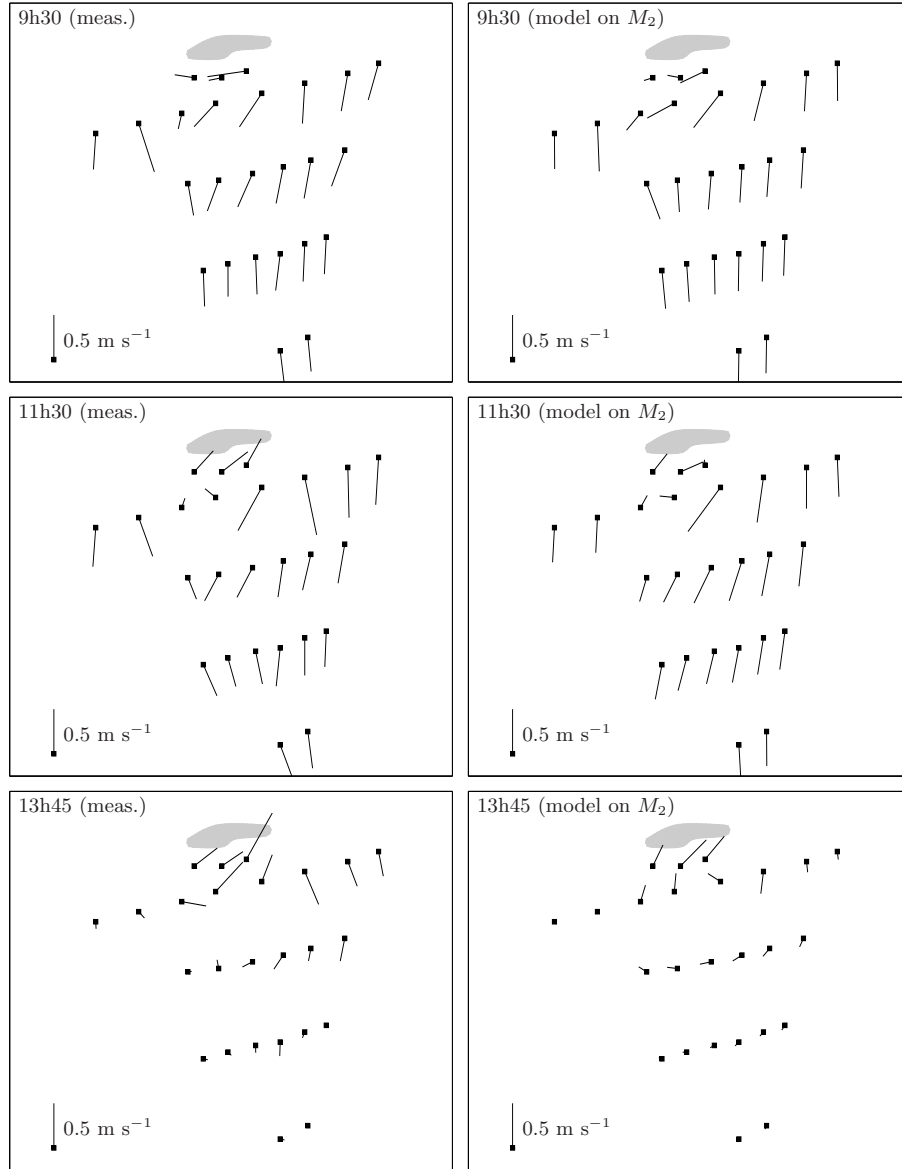 9h30 (meas.)
9h30 (model on M₂)
0.5 m s⁻¹
0.5 m s⁻¹
11h30 (meas.)
11h30 (model on M₂)
0.5 m s⁻¹
0.5 m s⁻¹
13h45 (meas.)
13h45 (model on M₂)
0.5 m s⁻¹
0.5 m s⁻¹